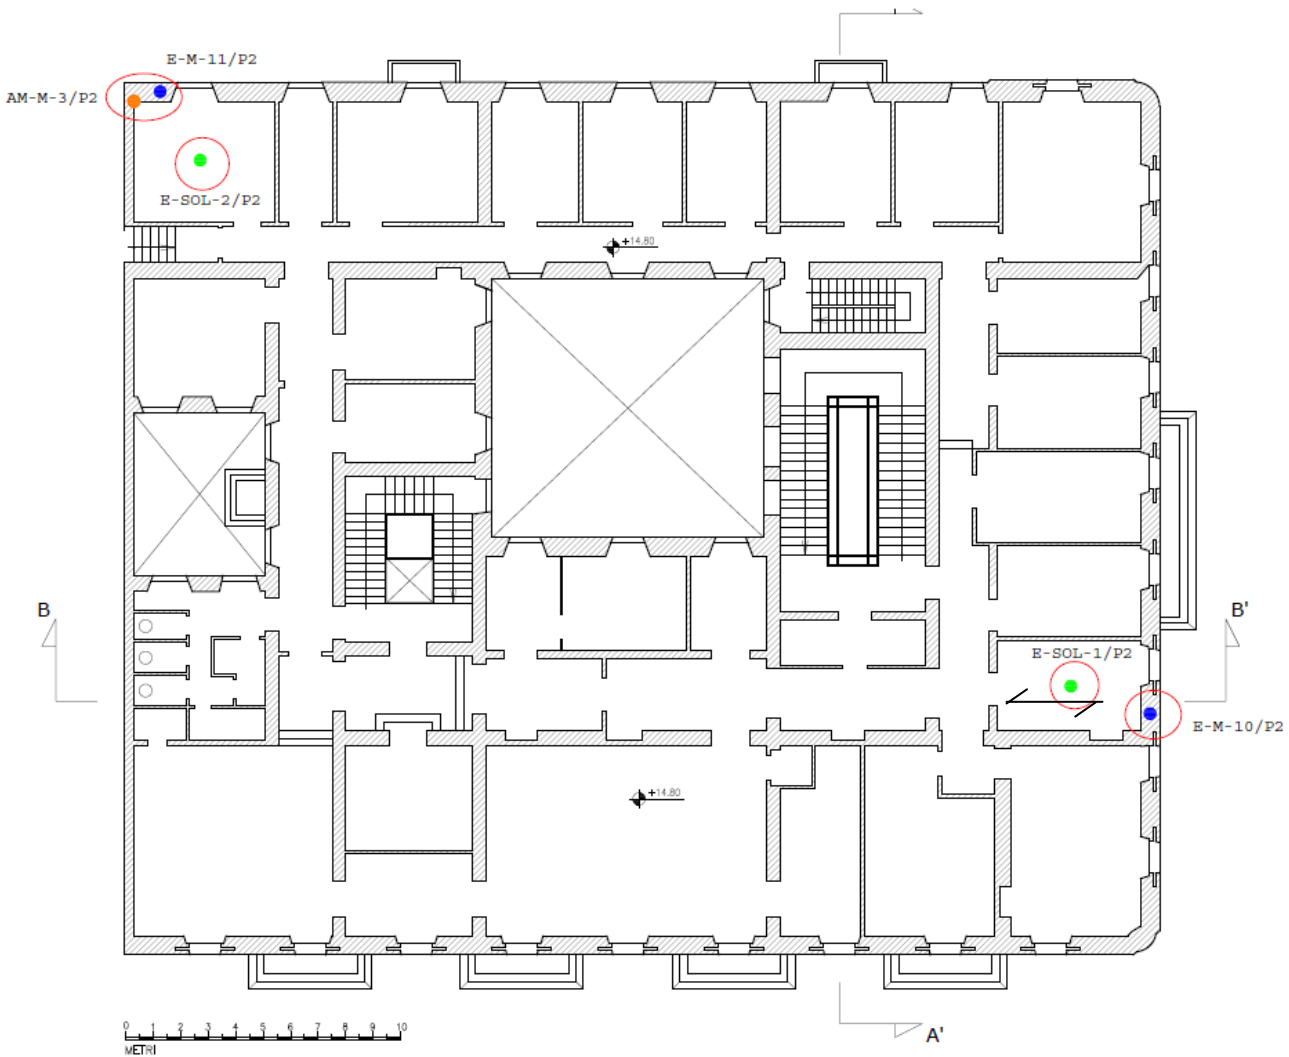 E-M-11/P2
AM-M-3/P2
E-SOL-2/P2
+14.80
B
B'
E-SOL-1/P2
E-M-10/P2
+14.80
0 1 2 3 4 5 6 7 8 9 10
METRI
A'